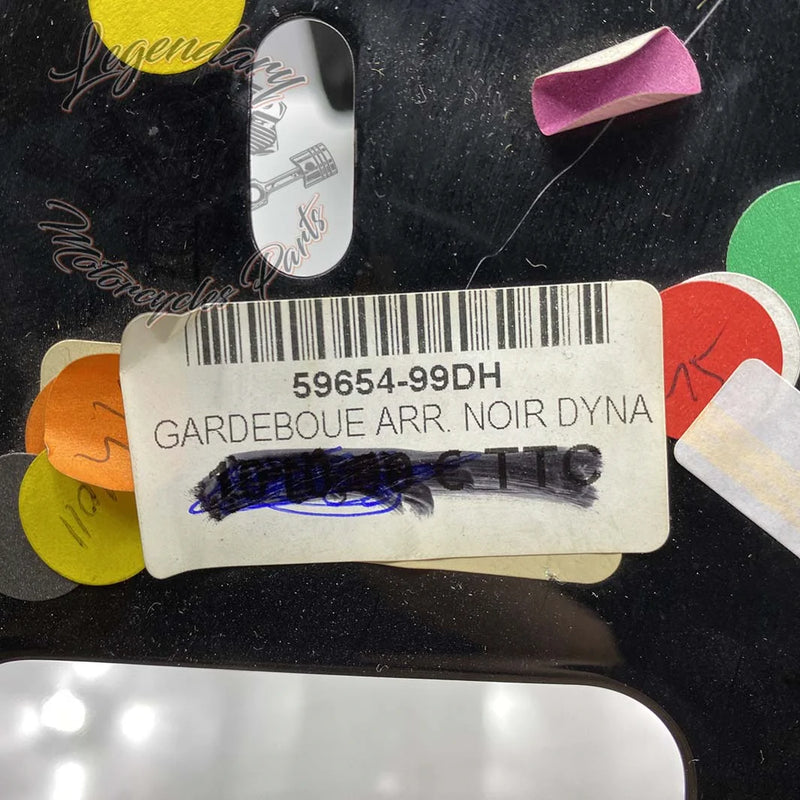 Legendary
Motorcycles Parts
59654-99DH
GARDEBOUE ARR. NOIR DYNA
€ TTC